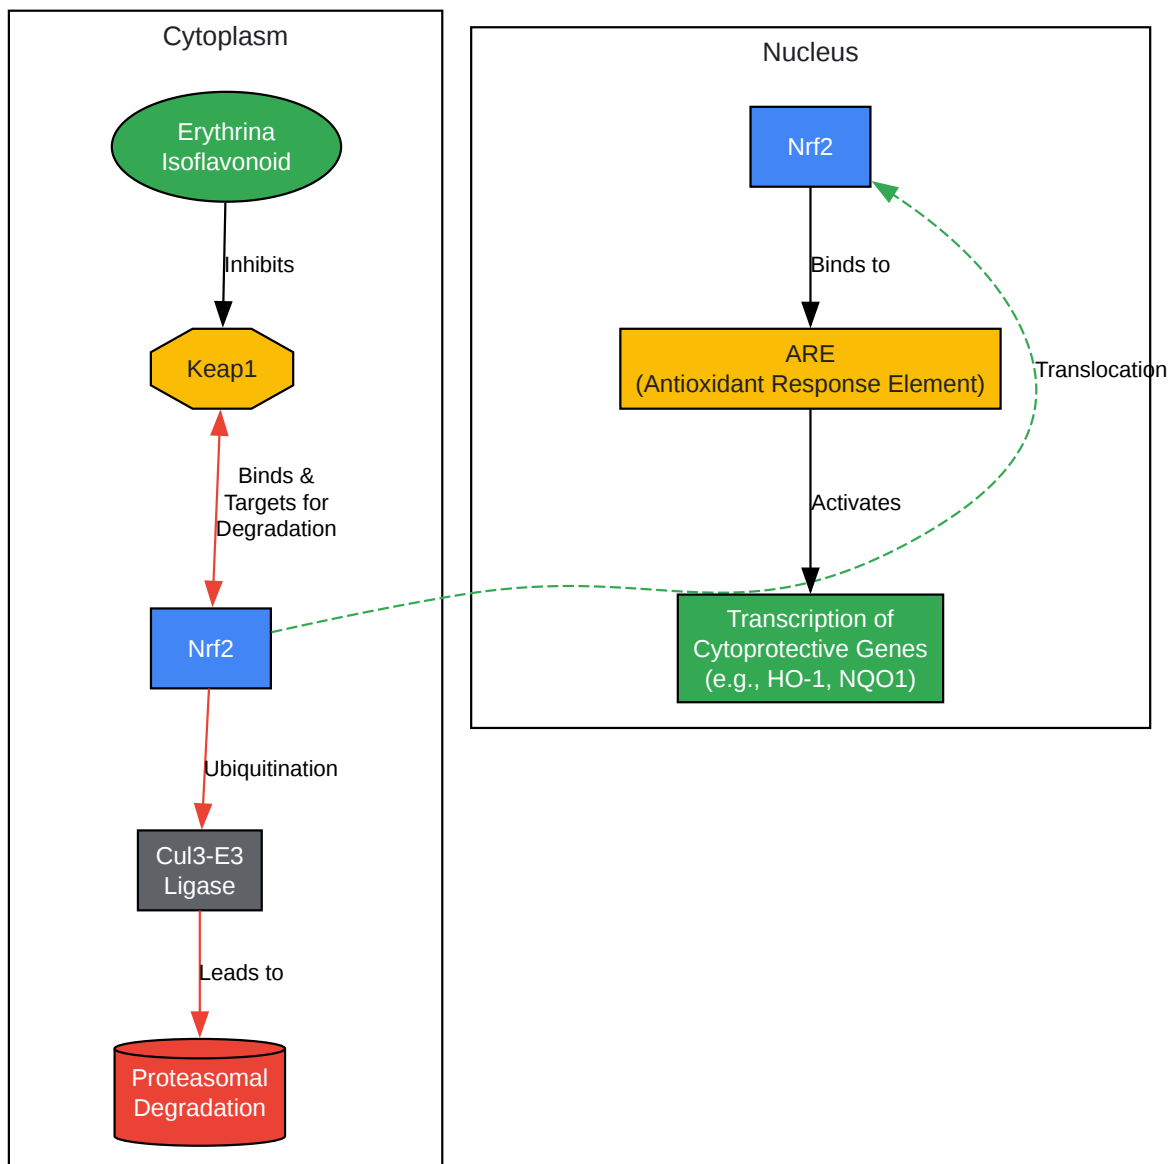 Cytoplasm
Erythrina
Isoflavonoid
Inhibits
Keap1
Binds &
Targets for
Degradation
Nrf2
Ubiquitination
Cul3-E3
Ligase
Leads to
Proteasomal
Degradation
Nucleus
Nrf2
Binds to
ARE
(Antioxidant Response Element)
Translocation
Activates
Transcription of
Cytoprotective Genes
(e.g., HO-1, NQO1)